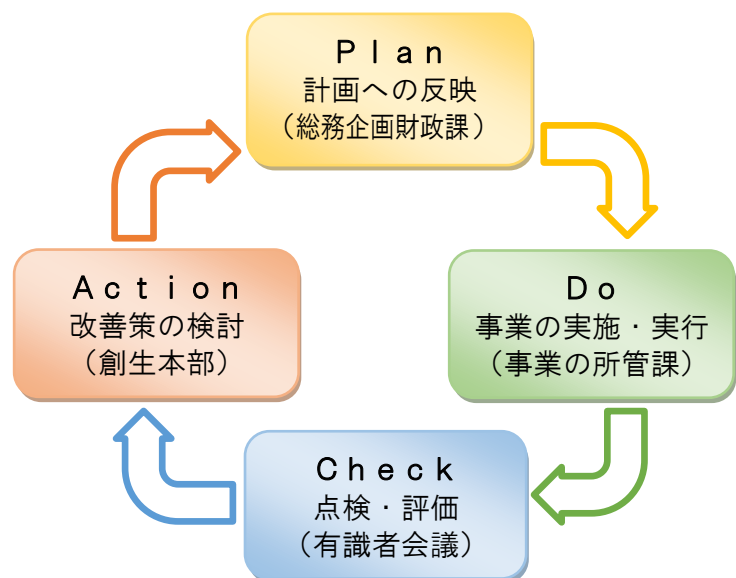 Ｐｌａｎ
計画への反映
（総務企画財政課）
Ｄｏ
事業の実施・実行
（事業の所管課）
Ｃｈｅｃｋ
点検・評価
（有識者会議）
Ａｃｔｉｏｎ
改善策の検討
（創生本部）